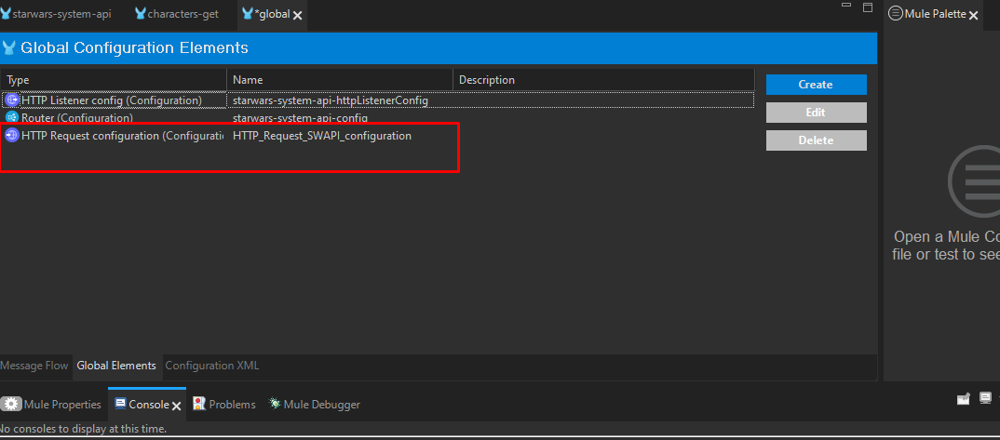 starwars-system-api characters-get *global Mule Palette
Global Configuration Elements
Type Name Description
HTTP Listener config (Configuration) starwars-system-api-httpListenerConfig
Router (Configuration) starwars-system-api-config
HTTP Request configuration (Configuratio HTTP_Request_SWAPI_configuration
Create
Edit
Delete
Open a Mule Co
file or test to see
Message Flow Global Elements Configuration XML
Mule Properties Console Problems Mule Debugger
No consoles to display at this time.